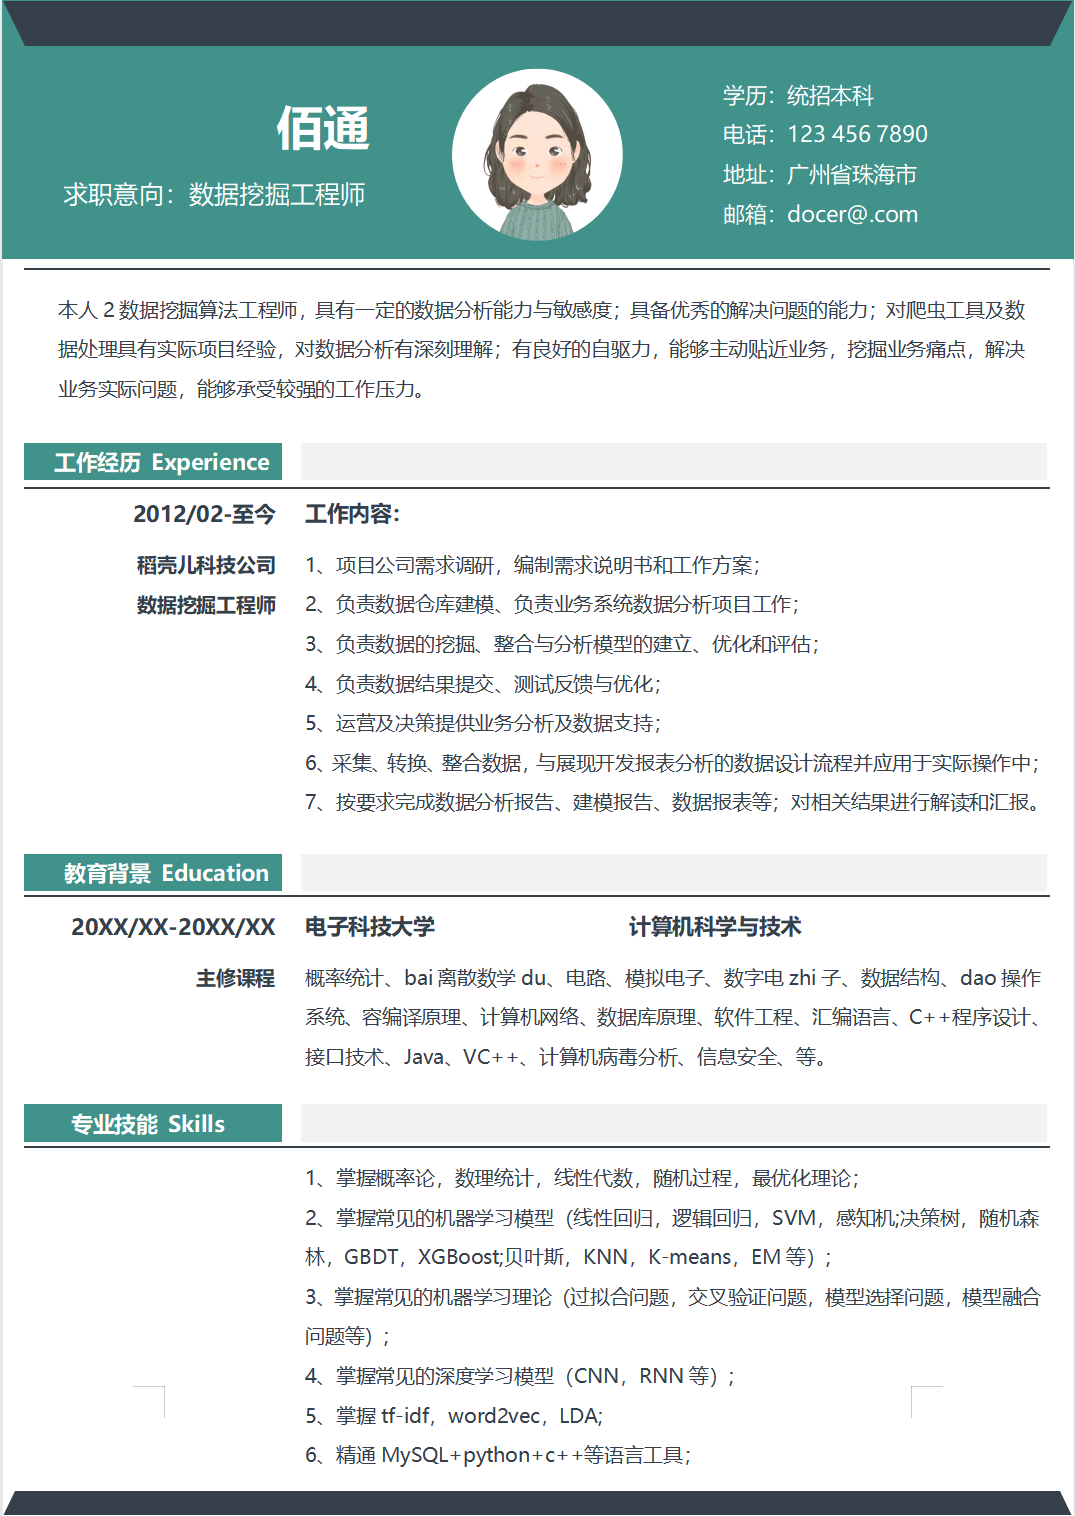 佰通
求职意向：数据挖掘工程师
学历：统招本科
电话：123 456 7890
地址：广州省珠海市
邮箱：docer@.com
本人 2 数据挖掘算法工程师，具有一定的数据分析能力与敏感度；具备优秀的解决问题的能力；对爬虫工具及数
据处理具有实际项目经验，对数据分析有深刻理解；有良好的自驱力，能够主动贴近业务，挖掘业务痛点，解决
业务实际问题，能够承受较强的工作压力。
工作经历 Experience
2012/02-至今 工作内容：
稻壳儿科技公司
数据挖掘工程师
1、项目公司需求调研，编制需求说明书和工作方案；
2、负责数据仓库建模、负责业务系统数据分析项目工作；
3、负责数据的挖掘、整合与分析模型的建立、优化和评估；
4、负责数据结果提交、测试反馈与优化；
5、运营及决策提供业务分析及数据支持；
6、采集、转换、整合数据，与展现开发报表分析的数据设计流程并应用于实际操作中；
7、按要求完成数据分析报告、建模报告、数据报表等；对相关结果进行解读和汇报。
教育背景 Education
20XX/XX-20XX/XX 电子科技大学 计算机科学与技术
主修课程
概率统计、bai 离散数学 du、电路、模拟电子、数字电 zhi 子、数据结构、dao 操作
系统、容编译原理、计算机网络、数据库原理、软件工程、汇编语言、C++程序设计、
接口技术、Java、VC++、计算机病毒分析、信息安全、等。
专业技能 Skills
1、掌握概率论，数理统计，线性代数，随机过程，最优化理论；
2、掌握常见的机器学习模型（线性回归，逻辑回归，SVM，感知机;决策树，随机森
林，GBDT，XGBoost;贝叶斯，KNN，K-means，EM 等）;
3、掌握常见的机器学习理论（过拟合问题，交叉验证问题，模型选择问题，模型融合
问题等）;
4、掌握常见的深度学习模型（CNN，RNN 等）;
5、掌握 tf-idf，word2vec，LDA;
6、精通 MySQL+python+c++等语言工具；